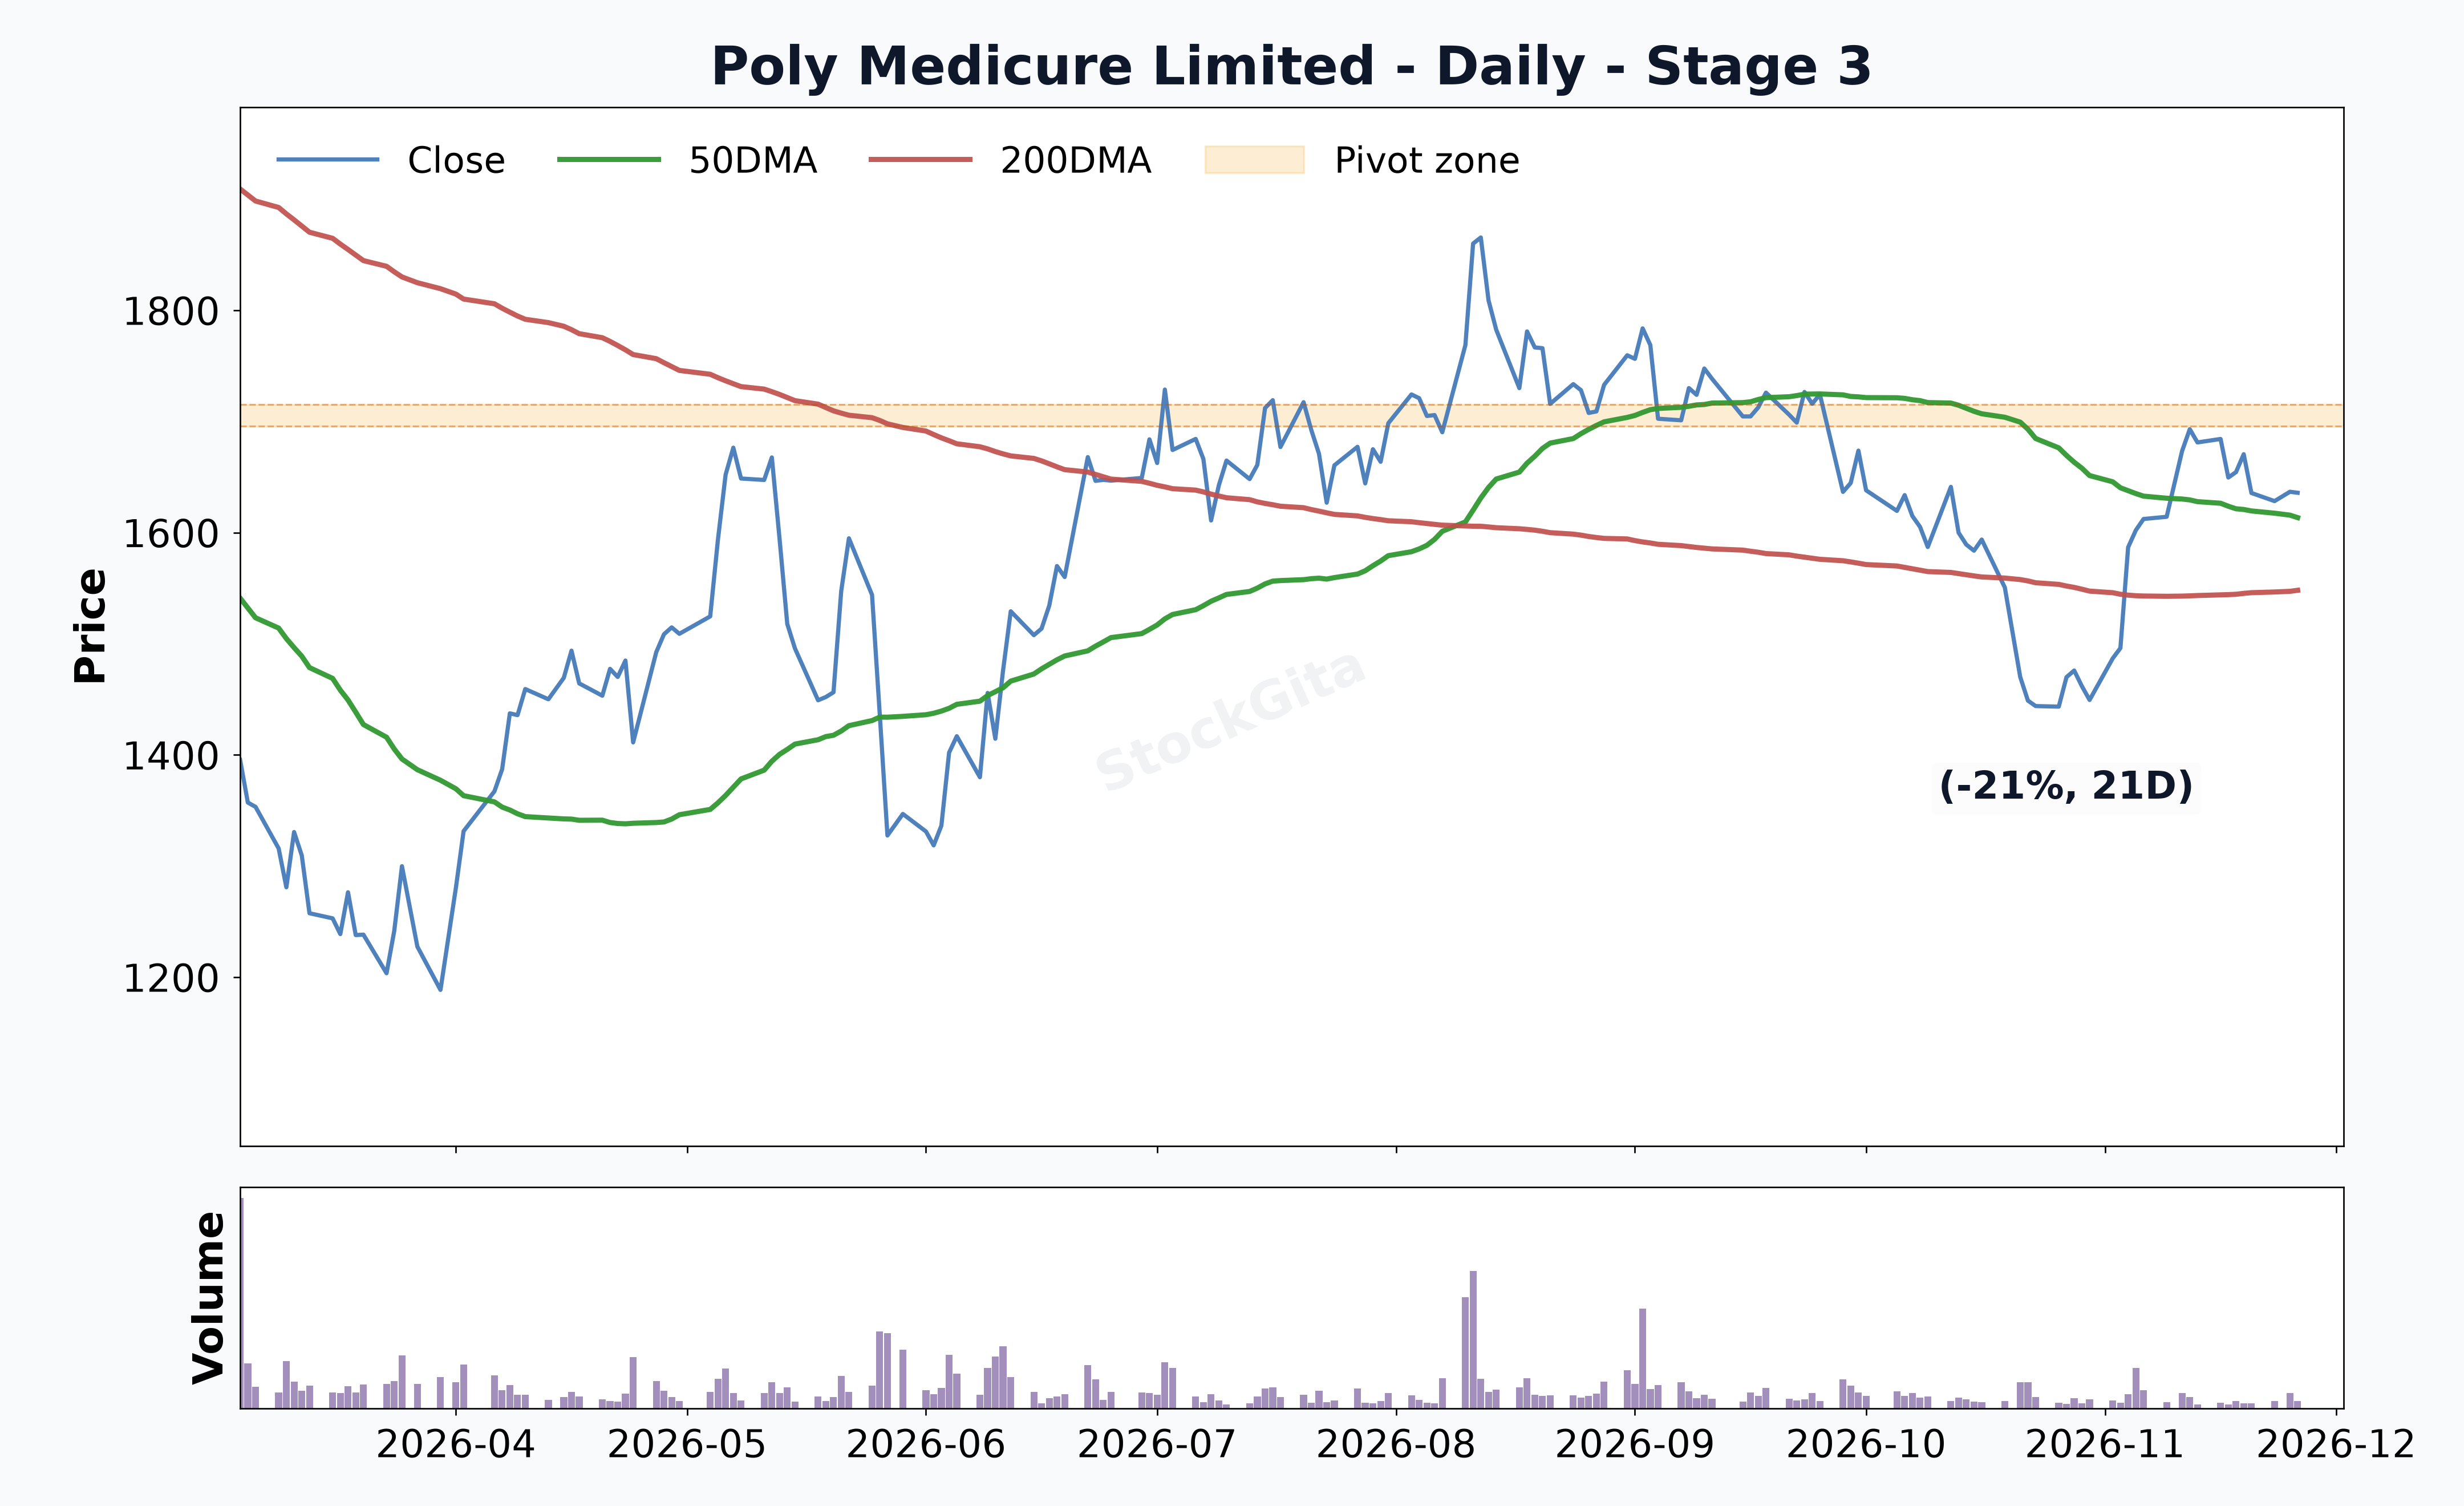 Poly Medicure Limited - Daily - Stage 3
Close 50DMA 200DMA Pivot zone
1800
1600
1400
1200
Price
StockGita
(-21%, 21D)
Volume
2026-04 2026-05 2026-06 2026-07 2026-08 2026-09 2026-10 2026-11 2026-12